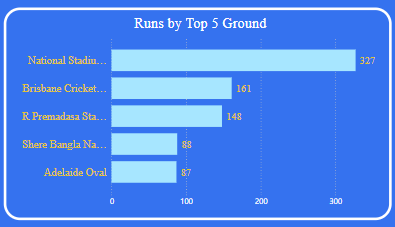 Runs by Top 5 Ground
National Stadiu... 327
Brisbane Cricket... 161
R Premadasa Sta... 148
Shere Bangla Na... 88
Adelaide Oval 87
0 100 200 300